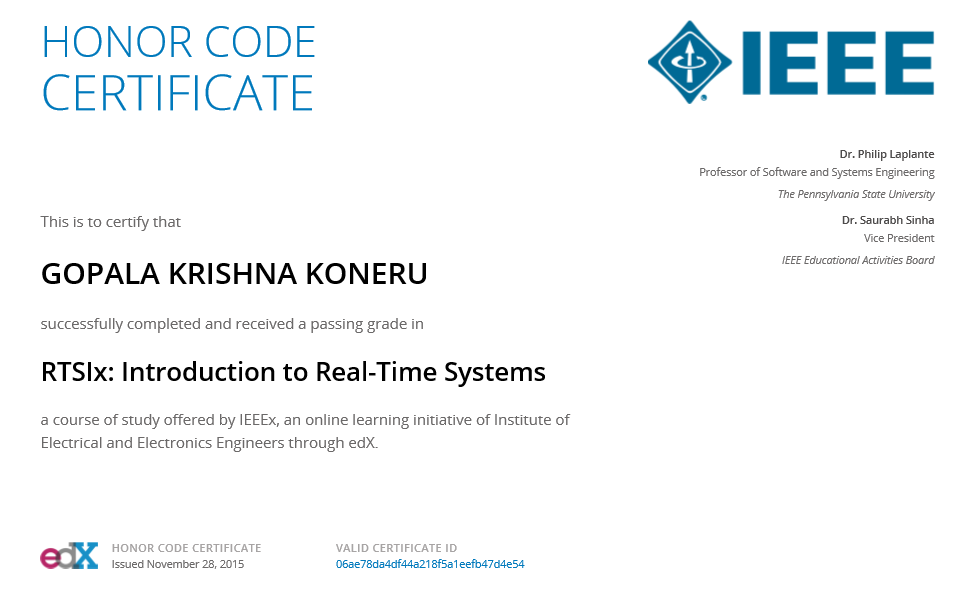 HONOR CODE
CERTIFICATE
IEEE
Dr. Philip Laplante
Professor of Software and Systems Engineering
The Pennsylvania State University
Dr. Saurabh Sinha
Vice President
IEEE Educational Activities Board
This is to certify that
GOPALA KRISHNA KONERU
successfully completed and received a passing grade in
RTSIx: Introduction to Real-Time Systems
a course of study offered by IEEEx, an online learning initiative of Institute of
Electrical and Electronics Engineers through edX.
edX
HONOR CODE CERTIFICATE
Issued November 28, 2015
VALID CERTIFICATE ID
06ae78da4df44a218f5a1eefb47d4e54